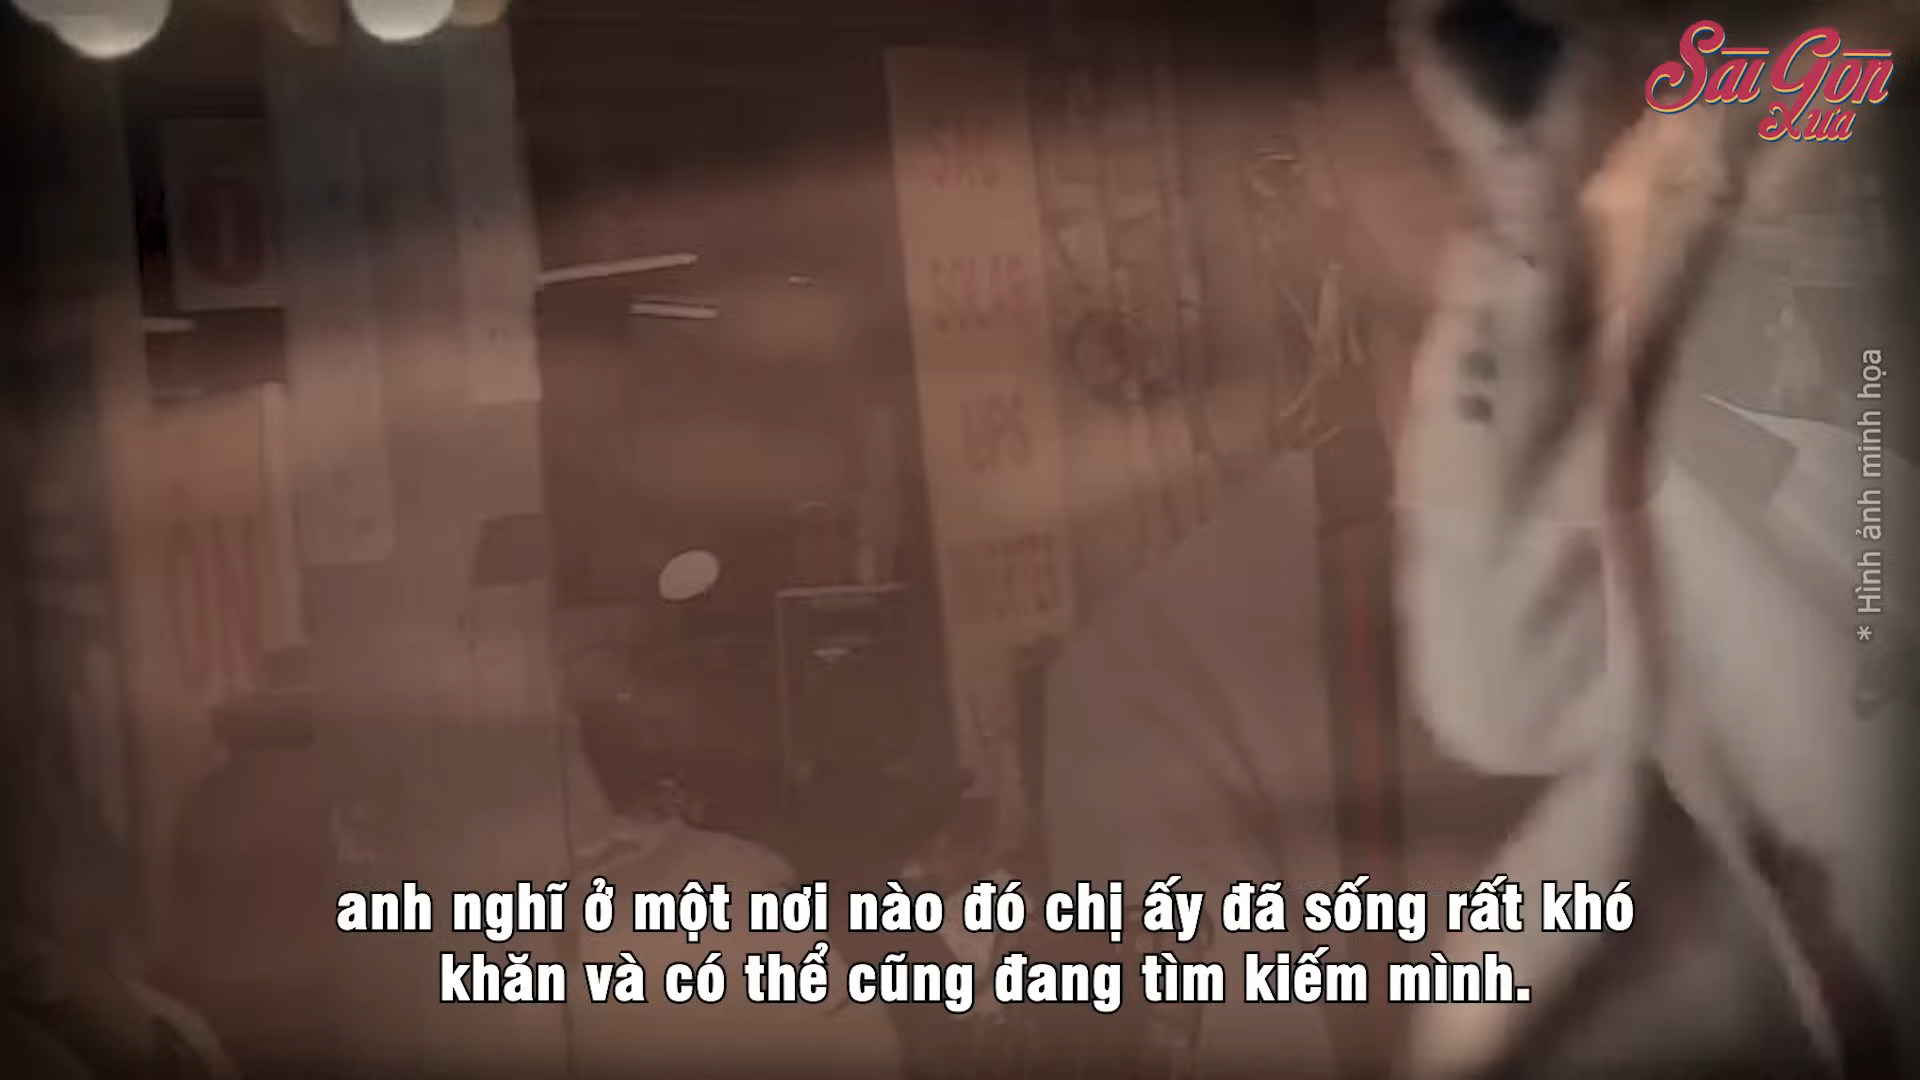 Sài Gòn
Xưa
* Hình ảnh minh họa
UPS
anh nghĩ ở một nơi nào đó chị ấy đã sống rất khó
khăn và có thể cũng đang tìm kiếm mình.